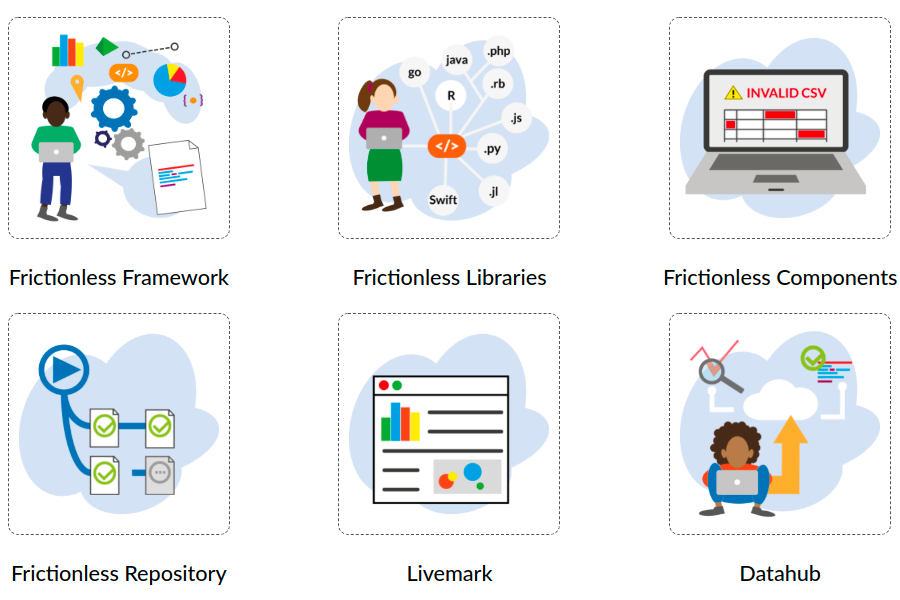 </>
{ }
Frictionless Framework
go
java
.php
R
.rb
.js
</>
.py
.jl
Swift
Frictionless Libraries
INVALID CSV
Frictionless Components
Frictionless Repository
Livemark
Datahub